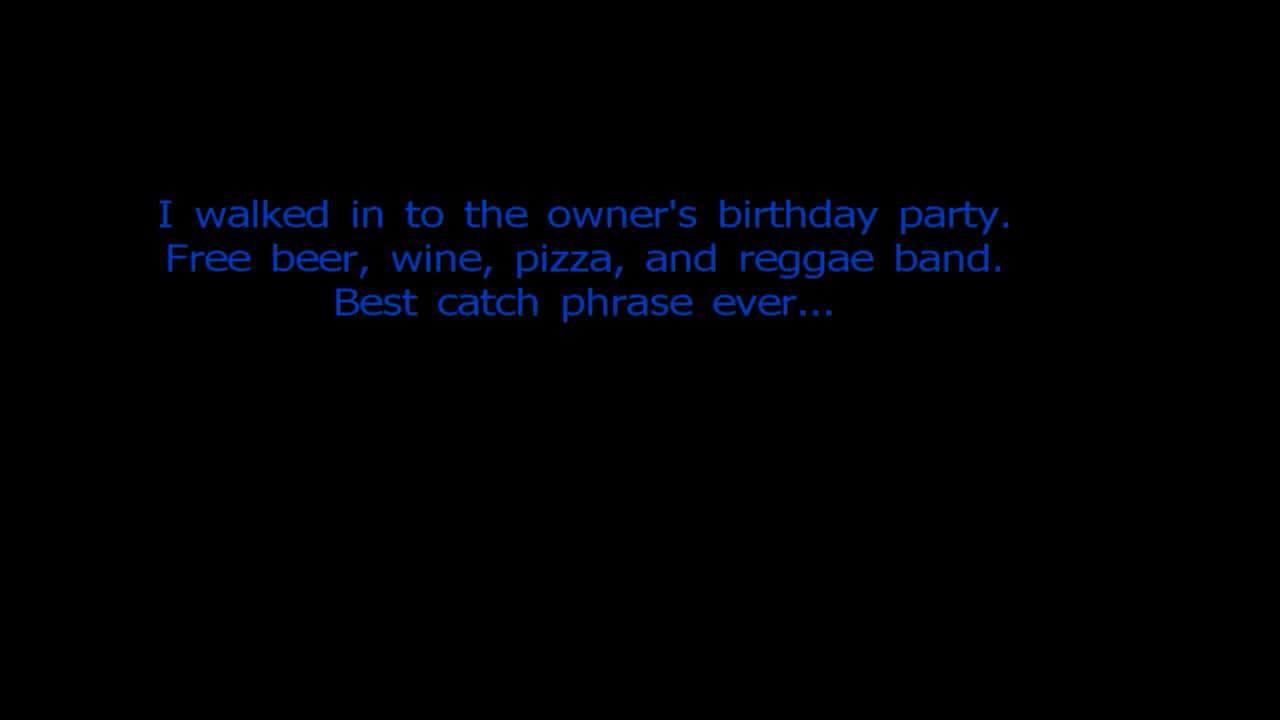 I walked in to the owner's birthday party.
Free beer, wine, pizza, and reggae band.
Best catch phrase ever...